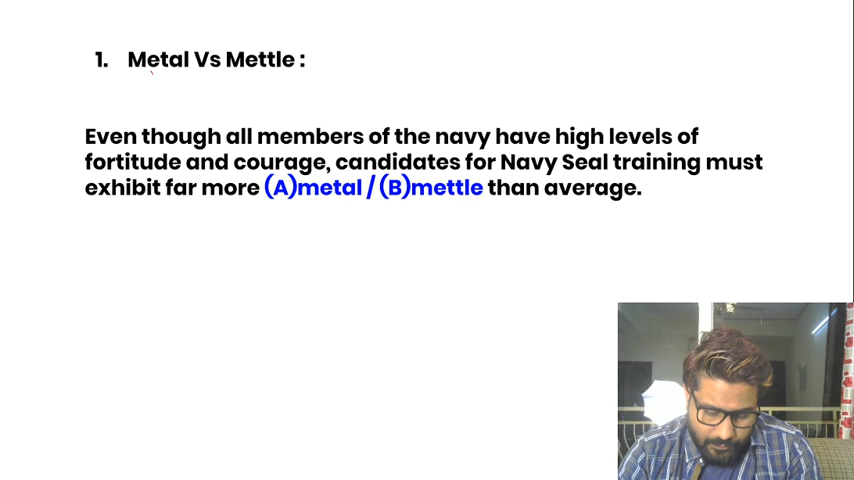 1. Metal Vs Mettle :
Even though all members of the navy have high levels of
fortitude and courage, candidates for Navy Seal training must
exhibit far more (A)metal / (B)mettle than average.